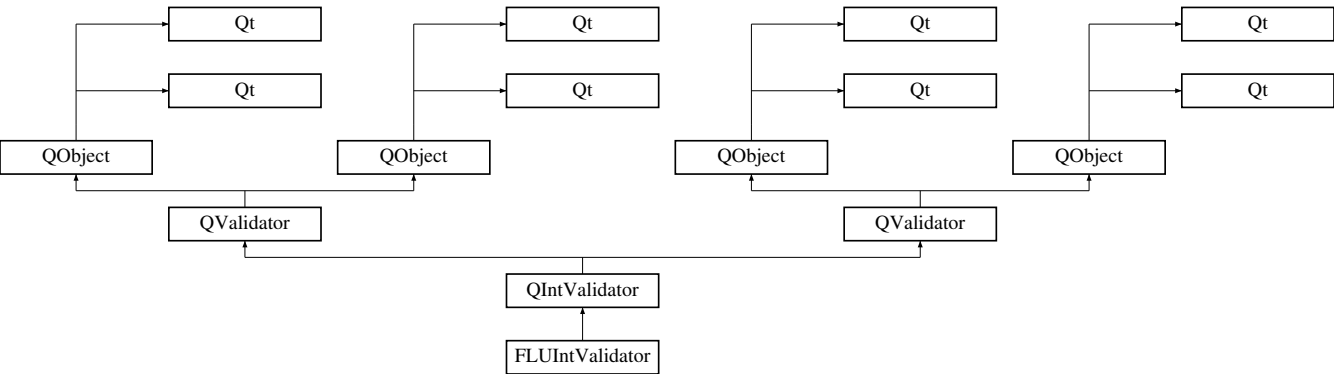 Qt Qt Qt Qt
Qt Qt Qt Qt
QObject QObject QObject QObject
QValidator QValidator
QIntValidator
FLUIntValidator